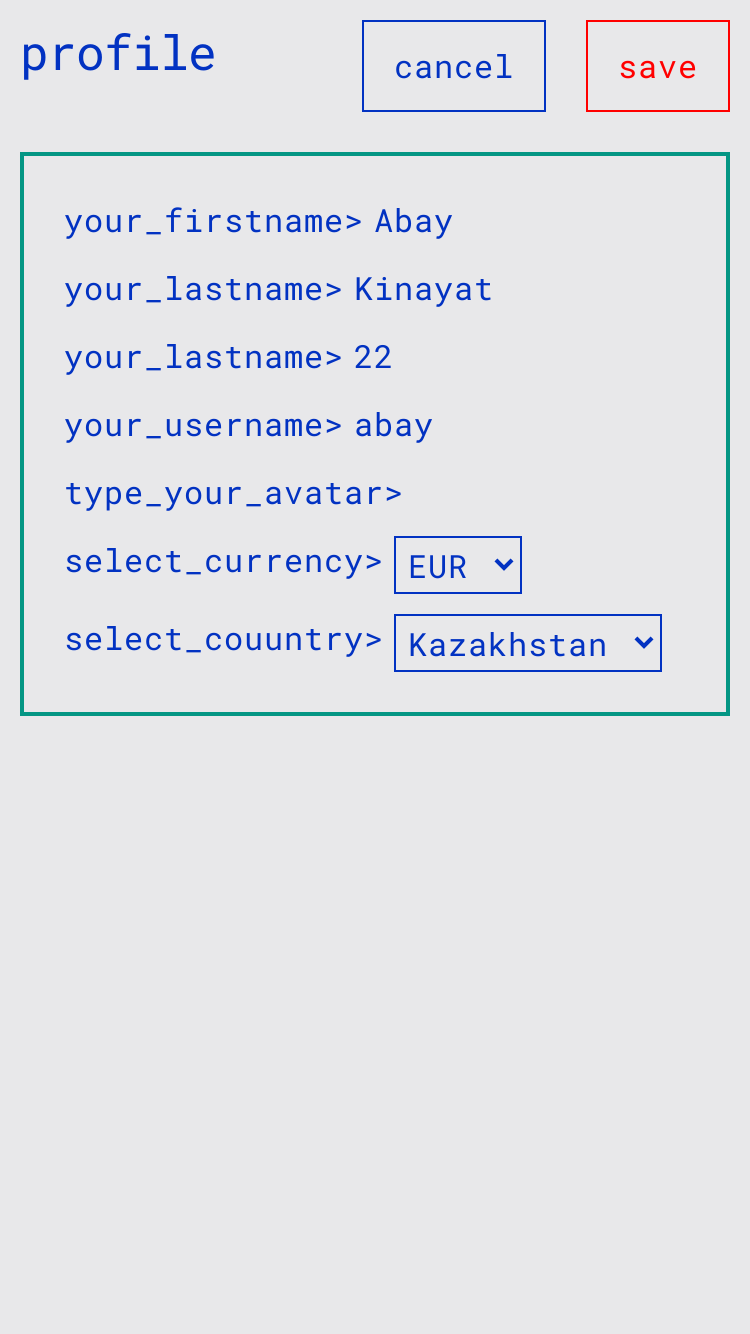 profile
cancel
save
your_firstname> Abay
your_lastname> Kinayat
your_lastname> 22
your_username> abay
type_your_avatar>
select_currency> EUR
select_couuntry> Kazakhstan